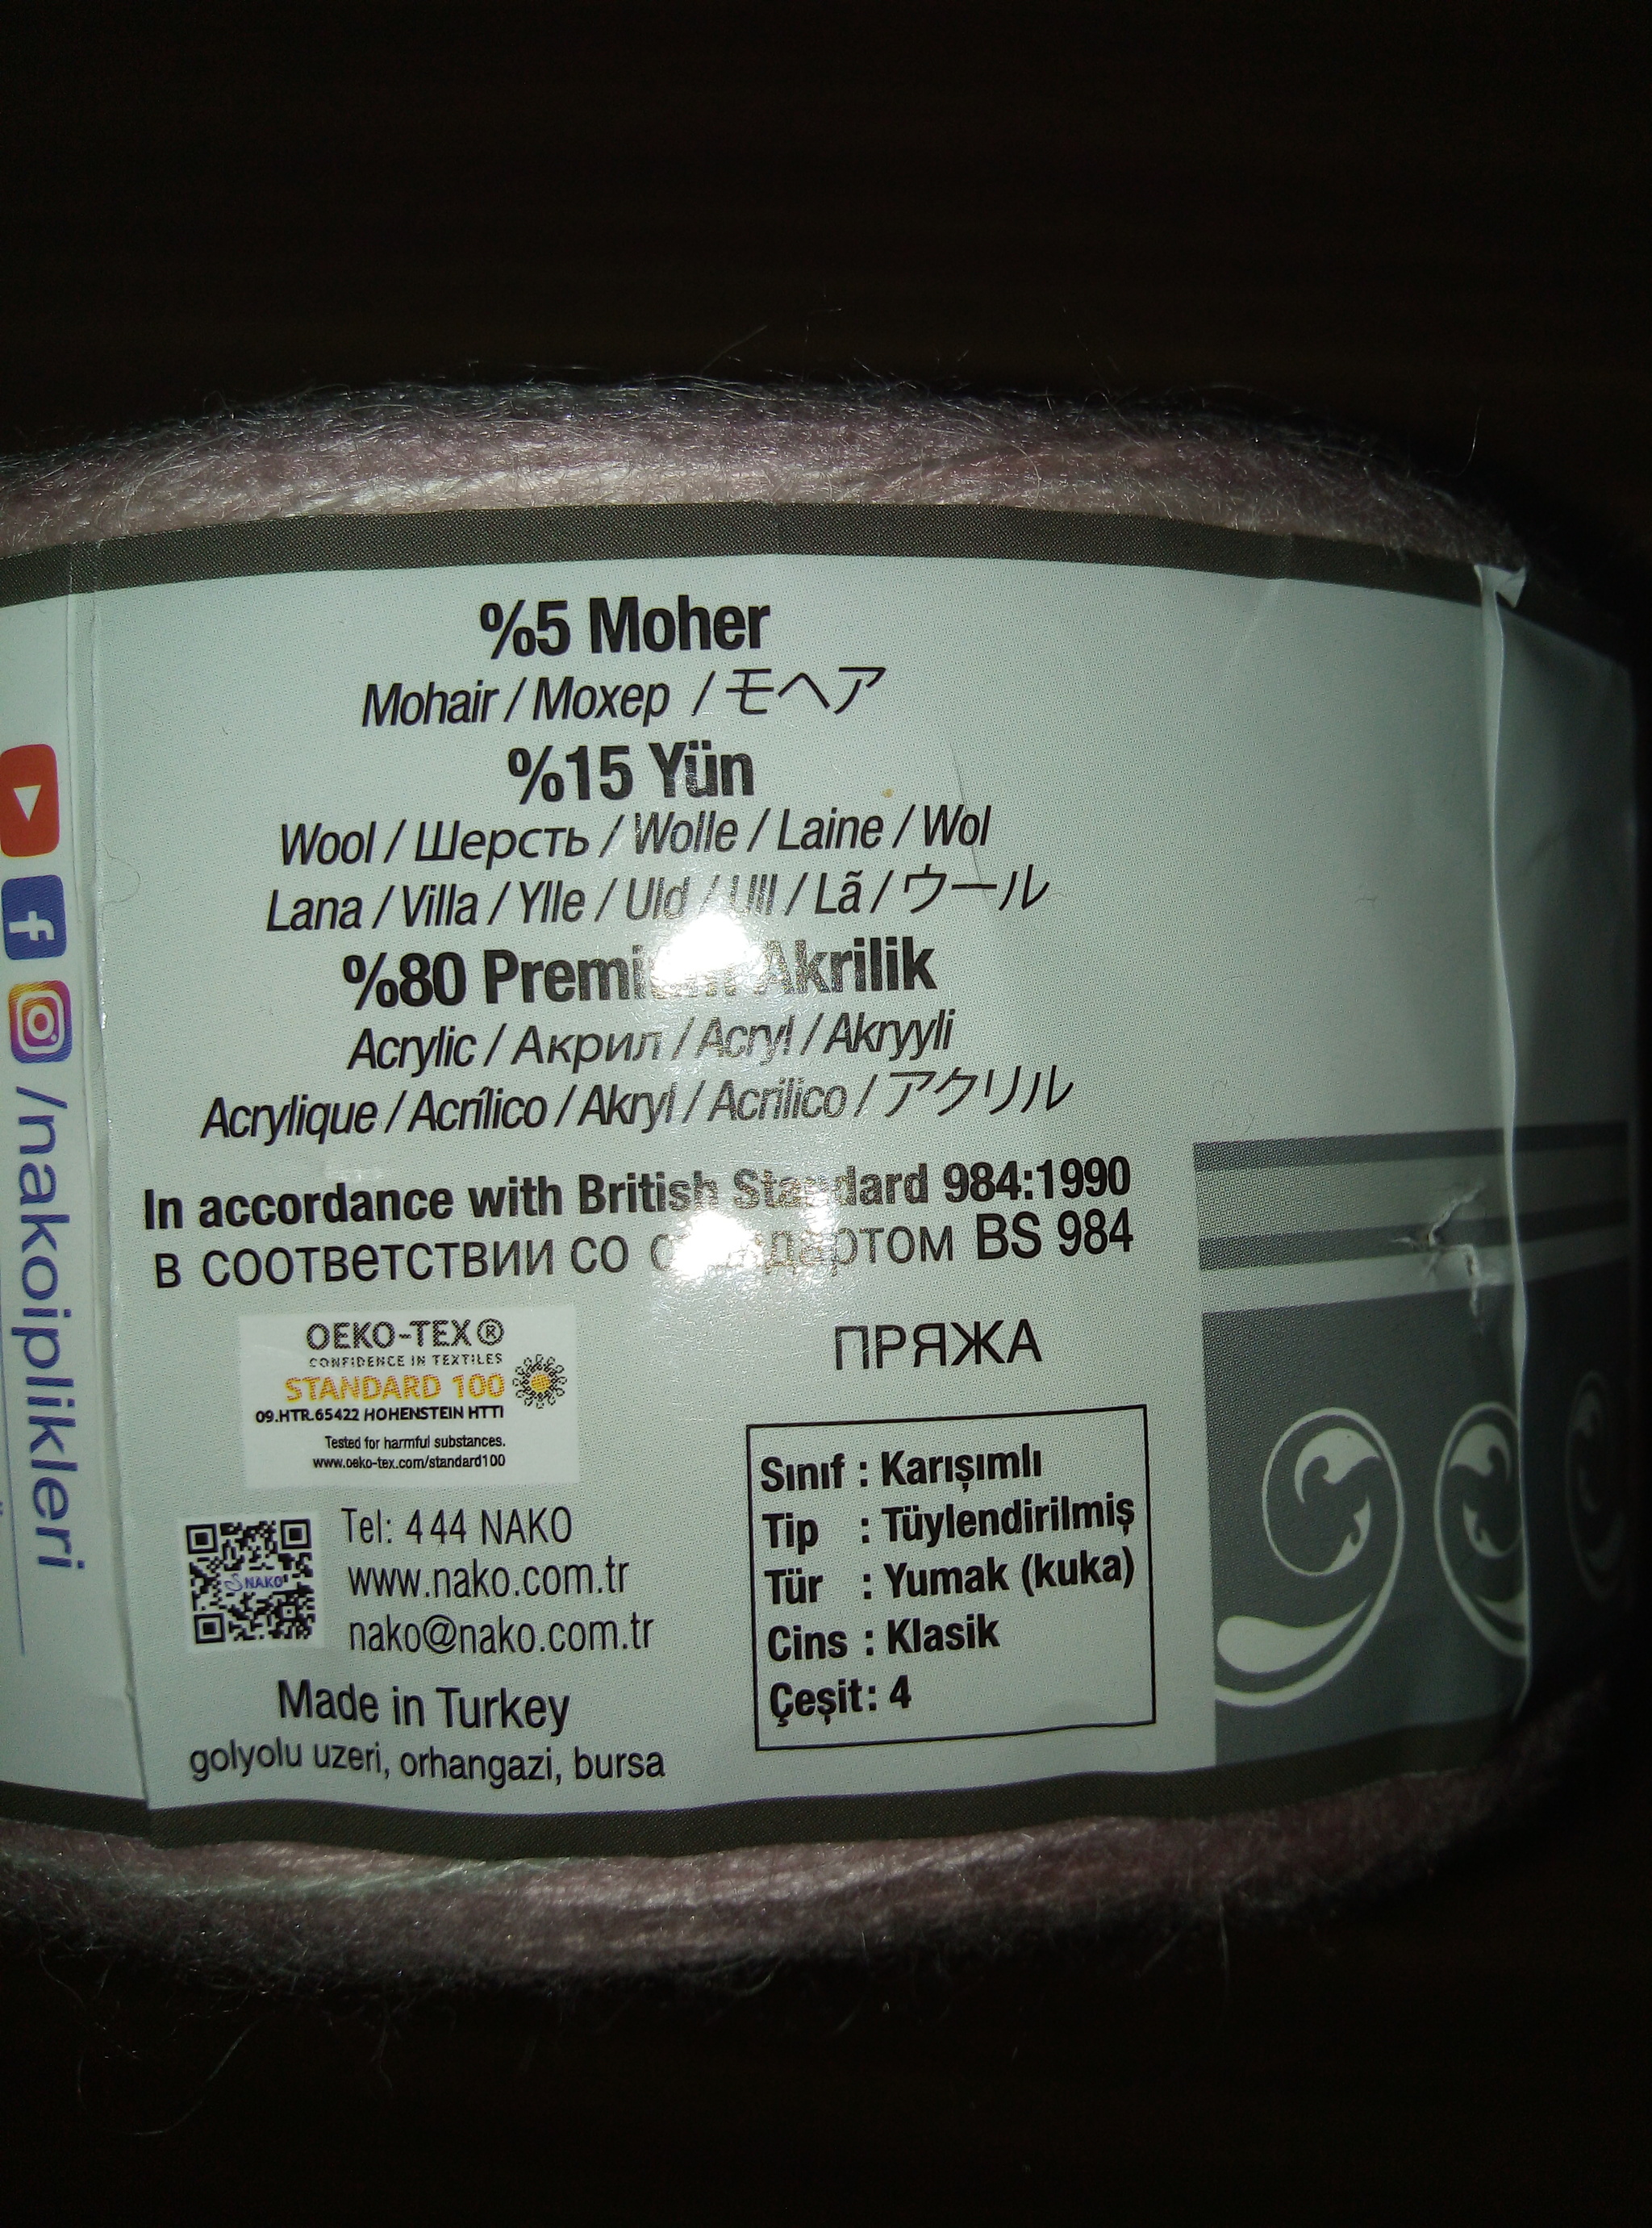 %5 Moher
Mohair / Мохер / モヘア
%15 Yün
Wool / Шерсть / Wolle / Laine / Wol
Lana / Villa / Ylle / Uld / Ull / Lã / ウール
%80 Premium Akrilik
Acrylic / Акрил / Acryl / Akryyli
Acrylique / Acrílico / Akryl / Acrilico / アクリル
In accordance with British Standard 984:1990
в соответствии со стандартом BS 984
OEKO-TEX®
CONFIDENCE IN TEXTILES
STANDARD 100
09.HTR.65422 HOHENSTEIN HTTI
Tested for harmful substances.
www.oeko-tex.com/standard100
ПРЯЖА
NAKO
Tel: 444 NAKO
www.nako.com.tr
nako@nako.com.tr
Made in Turkey
golyolu uzeri, orhangazi, bursa
Sınıf : Karışımlı
Tip : Tüylendirilmiş
Tür : Yumak (kuka)
Cins : Klasik
Çeşit: 4
/nakoiplikleri